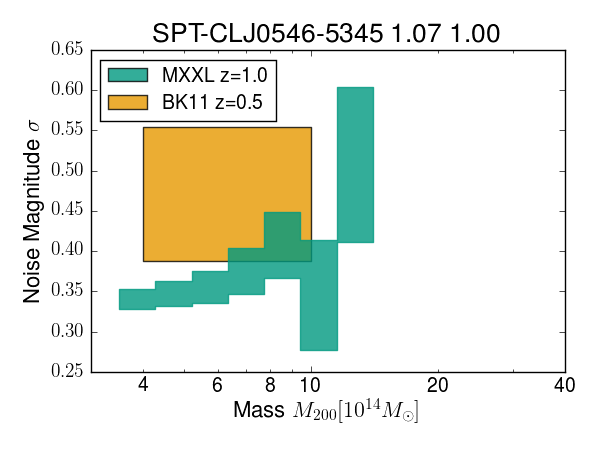 SPT-CLJ0546-5345 1.07 1.00
MXXL z=1.0
BK11 z=0.5
Noise Magnitude σ
0.65
0.60
0.55
0.50
0.45
0.40
0.35
0.30
0.25
4 6 8 10 20 40
Mass M₂₀₀[10¹⁴M⊙]